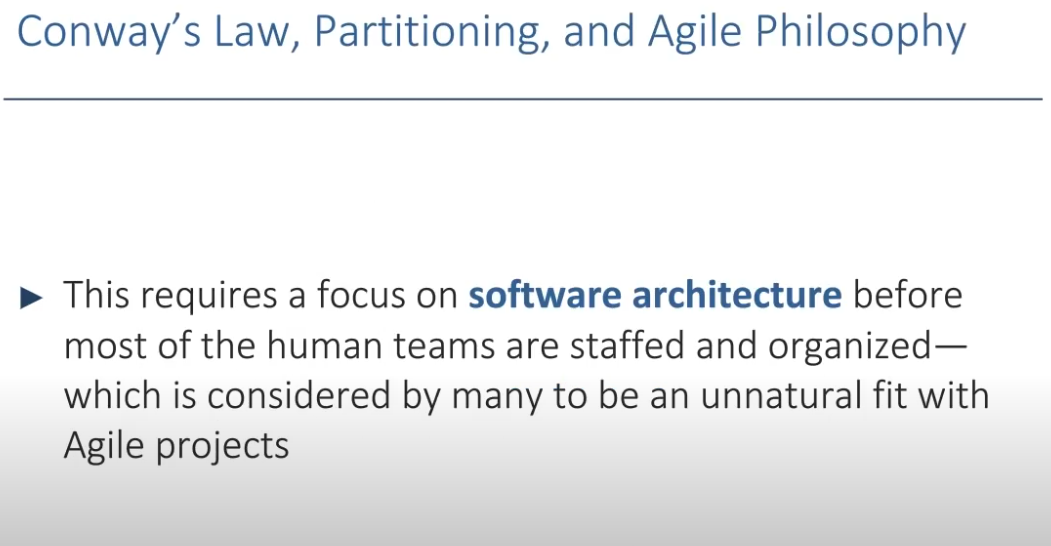 Conway’s Law, Partitioning, and Agile Philosophy
This requires a focus on software architecture before
most of the human teams are staffed and organized—
which is considered by many to be an unnatural fit with
Agile projects